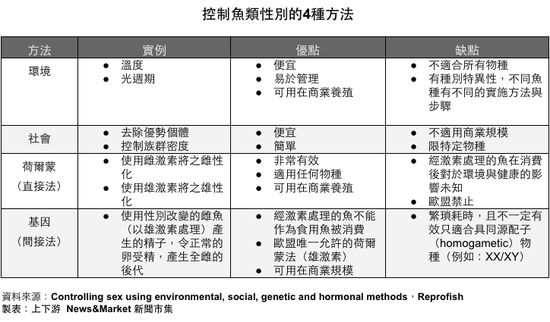 控制魚類性別的4種方法
方法 實例 優點 缺點
環境
● 溫度
● 光週期
● 便宜
● 易於管理
● 可用在商業養殖
● 不適合所有物種
● 有種別特異性，不同魚
種有不同的實施方法與
步驟
社會
● 去除優勢個體
● 控制族群密度
● 便宜
● 簡單
● 不適用商業規模
● 限特定物種
荷爾蒙
（直接法）
● 使用雌激素將之雌性
化
● 使用雄激素將之雄性
化
● 非常有效
● 適用任何物種
● 可用在商業養殖
● 經激素處理的魚在消費
後對於環境與健康的影
響未知
● 歐盟禁止
基因
（間接法）
● 使用性別改變的雌魚
（以雄激素處理）產
生的精子，令正常的
卵受精，產生全雌的
後代
● 經激素處理的魚不能
作為食用魚被消費
● 歐盟唯一允許的荷爾
蒙法（雄激素）
● 可用在商業規模
● 繁瑣耗時，且不一定有
效只適合具同源配子
（homogametic）物
種（例如：XX/XY）
資料來源：Controlling sex using environmental, social, genetic and hormonal methods，Reprofish
製表：上下游 News&Market 新聞市集